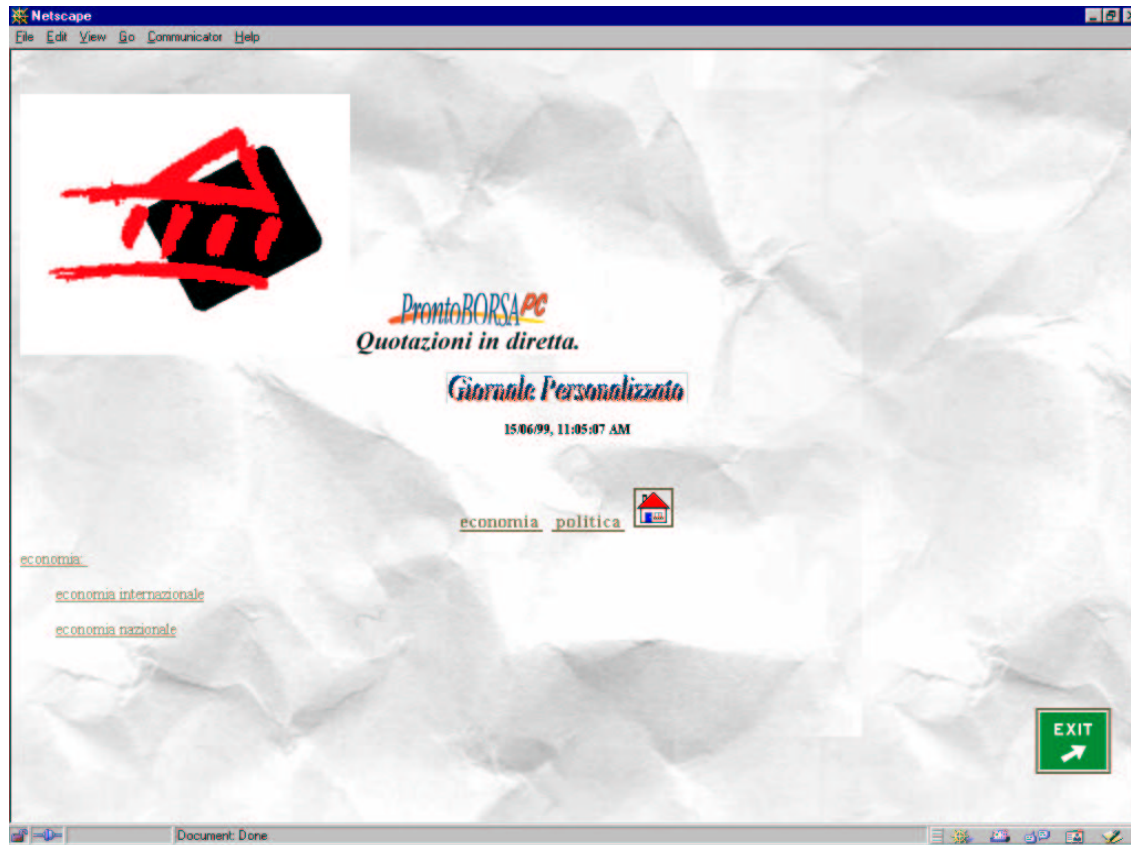 Netscape
File Edit View Go Communicator Help
ProntoBORSA PC
Quotazioni in diretta.
Giornale Personalizzato
15/06/99, 11:05:07 AM
economia politica
economia:
economia internazionale
economia nazionale
EXIT
Document: Done